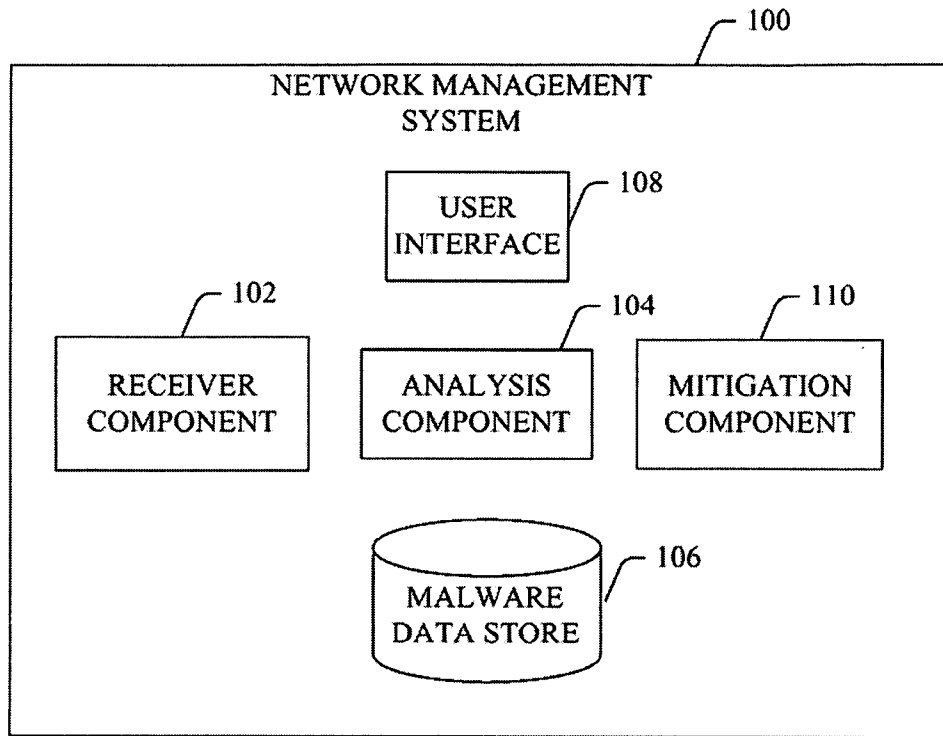 100
NETWORK MANAGEMENT
SYSTEM
108
USER
INTERFACE
102
104
110
RECEIVER
COMPONENT
ANALYSIS
COMPONENT
MITIGATION
COMPONENT
106
MALWARE
DATA STORE